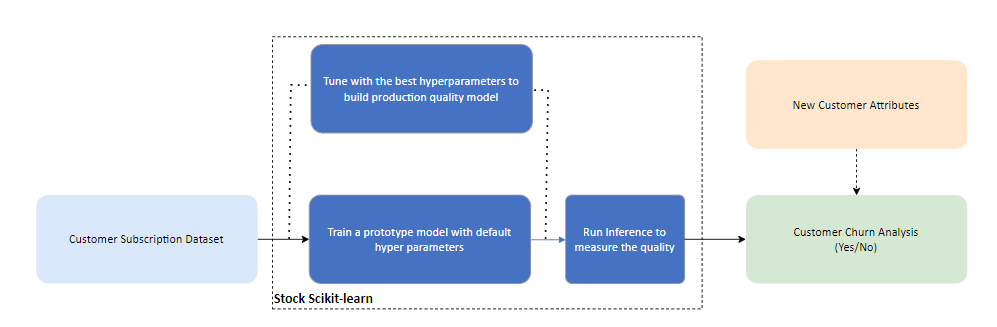 Tune with the best hyperparameters to
build production quality model
New Customer Attributes
Customer Subscription Dataset
Train a prototype model with default
hyper parameters
Run Inference to
measure the quality
Customer Churn Analysis
(Yes/No)
Stock Scikit-learn